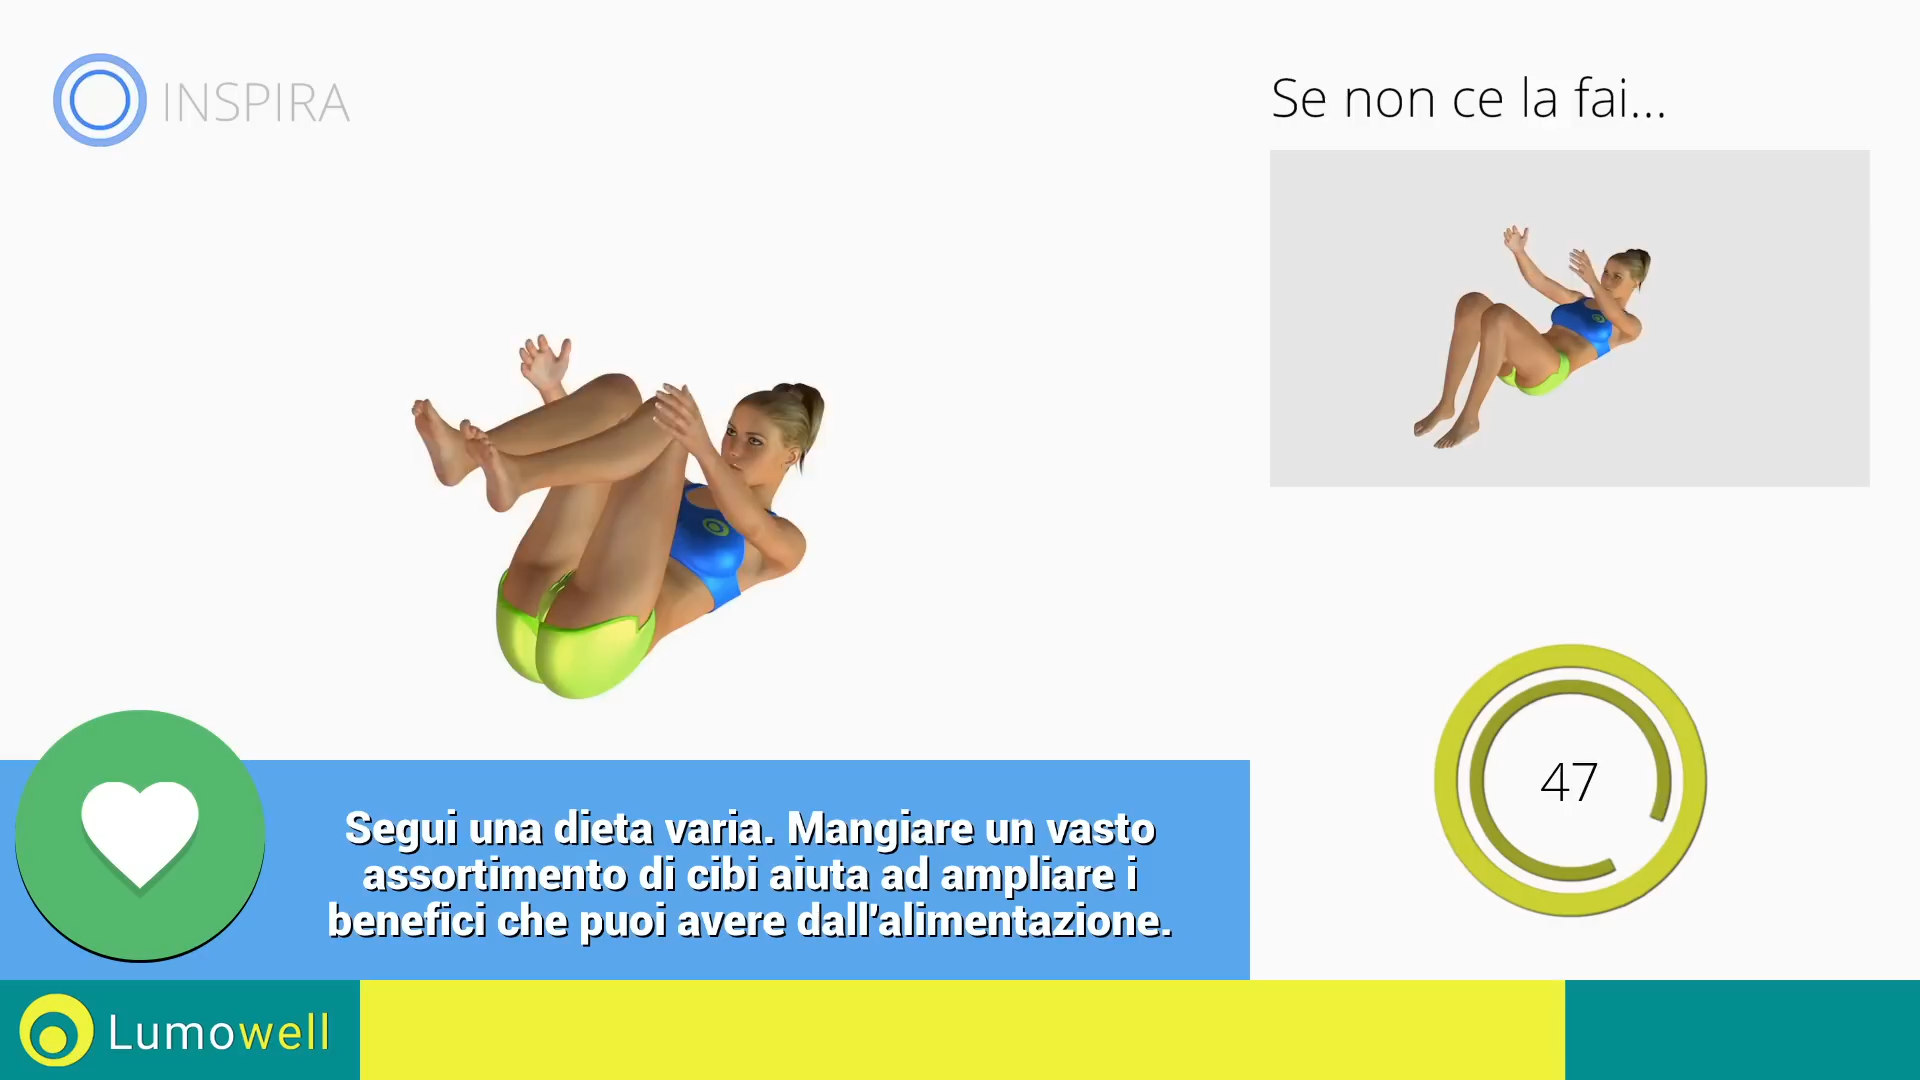 INSPIRA
Se non ce la fai...
47
Segui una dieta varia. Mangiare un vasto
assortimento di cibi aiuta ad ampliare i
benefici che puoi avere dall'alimentazione.
Lumowell